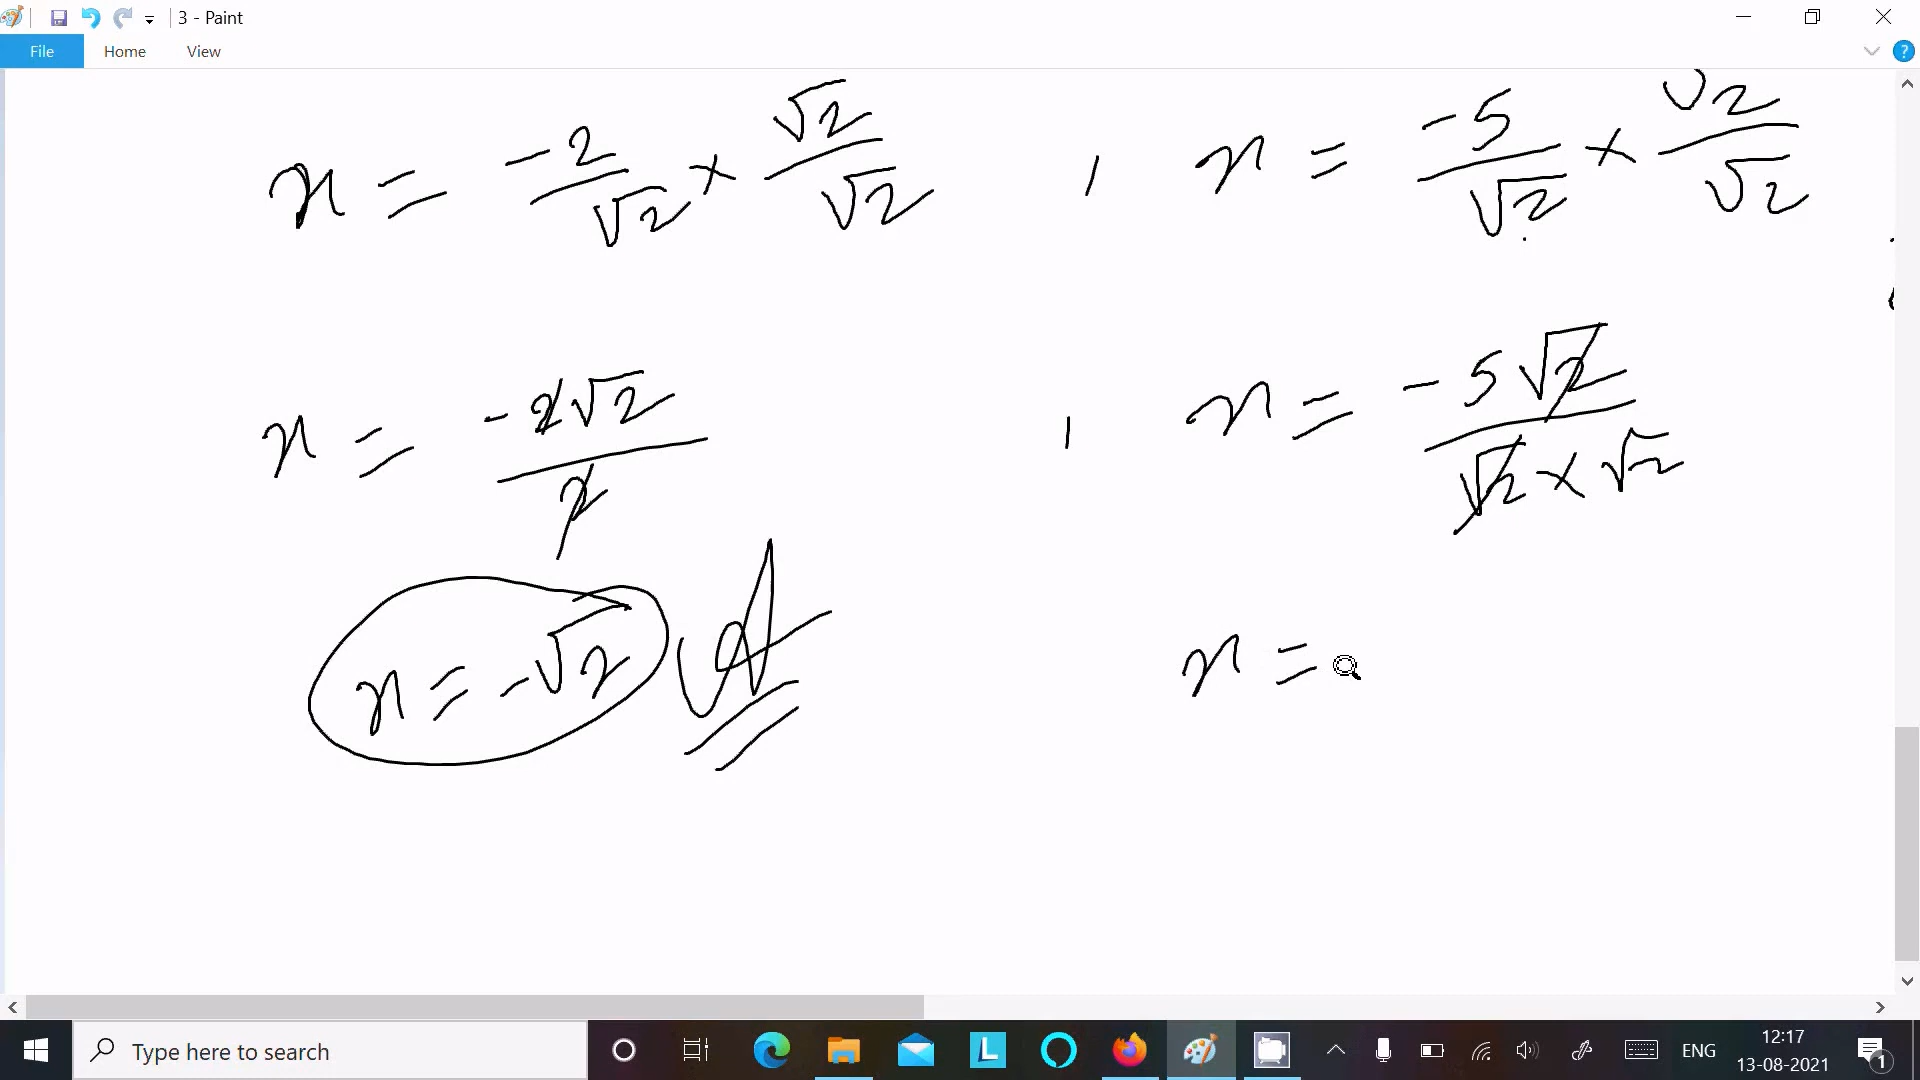 3 - Paint
File Home View
x = -2/√2 × √2/√2 , x = -5/√2 × √2/√2
x = -2√2/2 , x = -5√2/√2 × √2
x = -√2
x =
Type here to search
L
ENG
12:17
13-08-2021
1